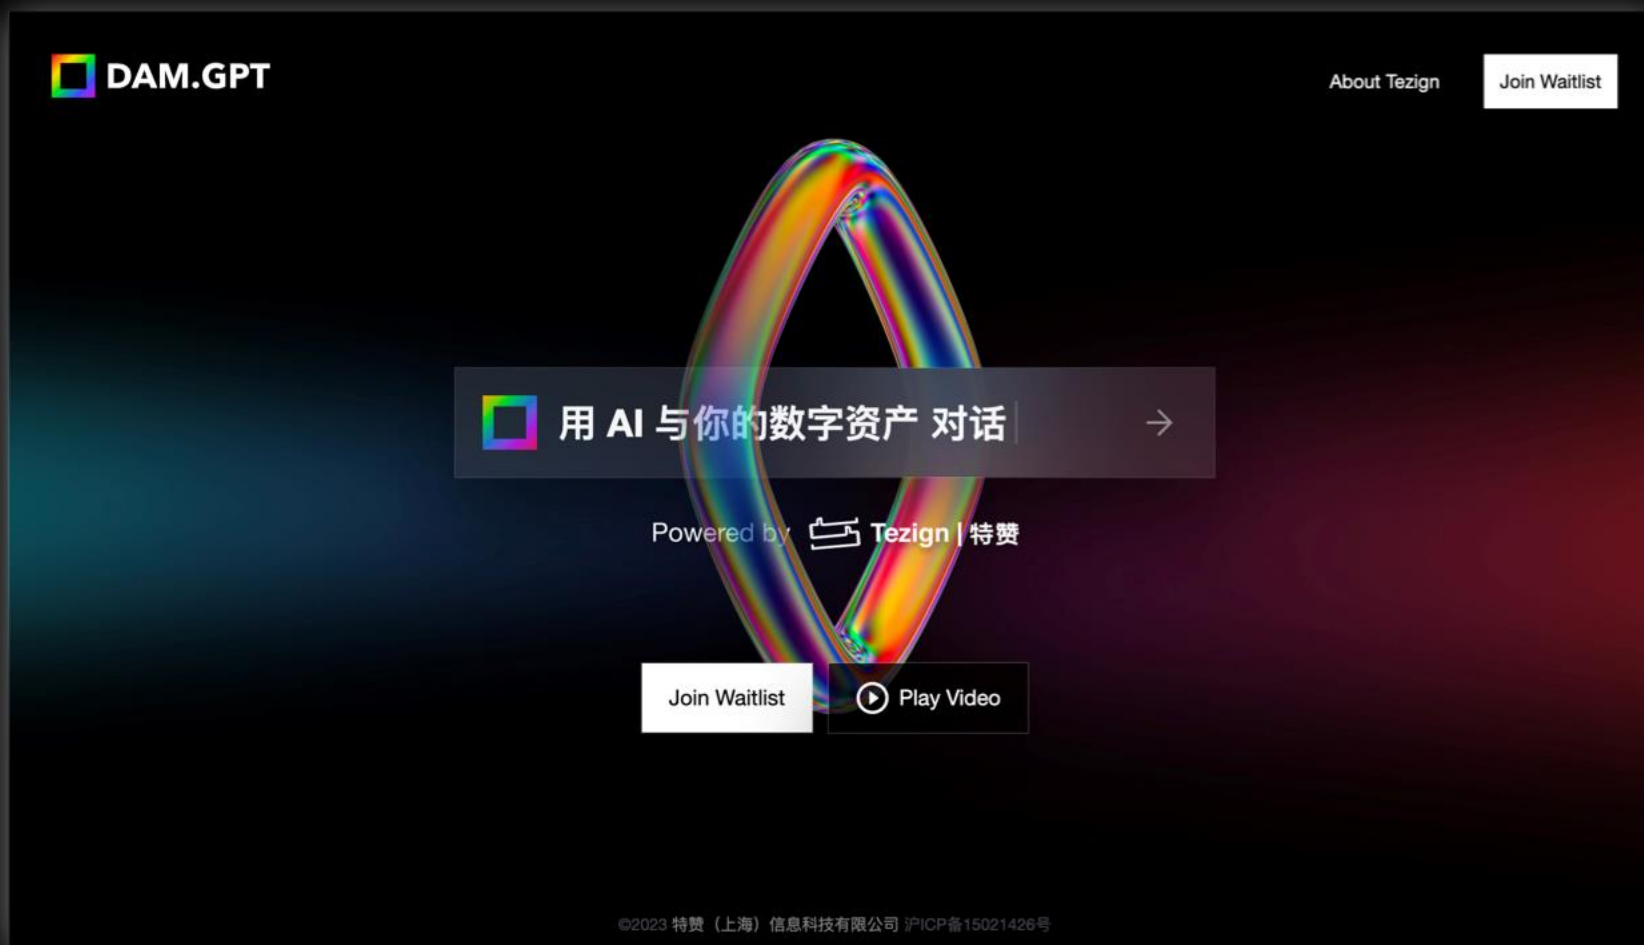 DAM.GPT
About Tezign
Join Waitlist
用 AI 与你的数字资产 对话
Powered by Tezign | 特赞
Join Waitlist
Play Video
©2023 特赞（上海）信息科技有限公司 沪ICP备15021426号